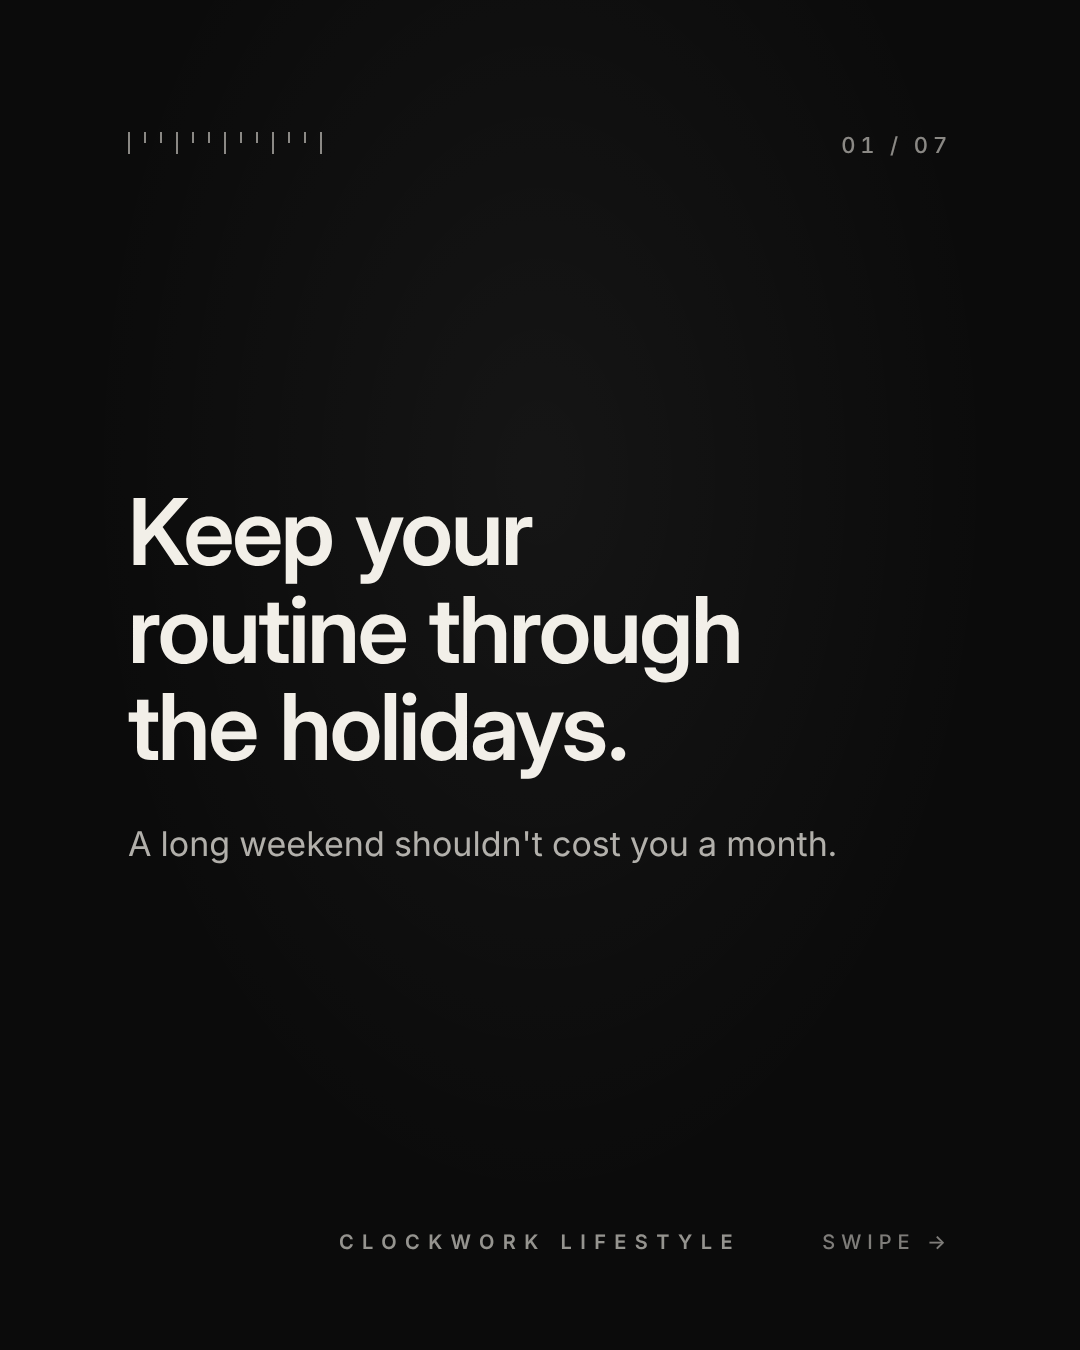 01 / 07
Keep your
routine through
the holidays.
A long weekend shouldn't cost you a month.
CLOCKWORK LIFESTYLE
SWIPE →